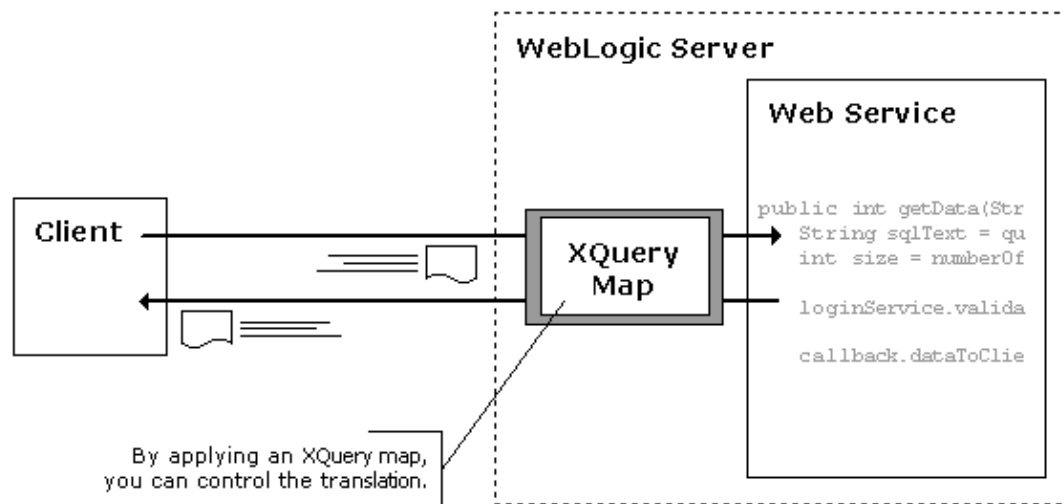 WebLogic Server
Web Service
public int getData(Str
String sqlText = qu
int size = numberOf
loginService.valida
callback.dataToClie
Client
XQuery
Map
By applying an XQuery map,
you can control the translation.